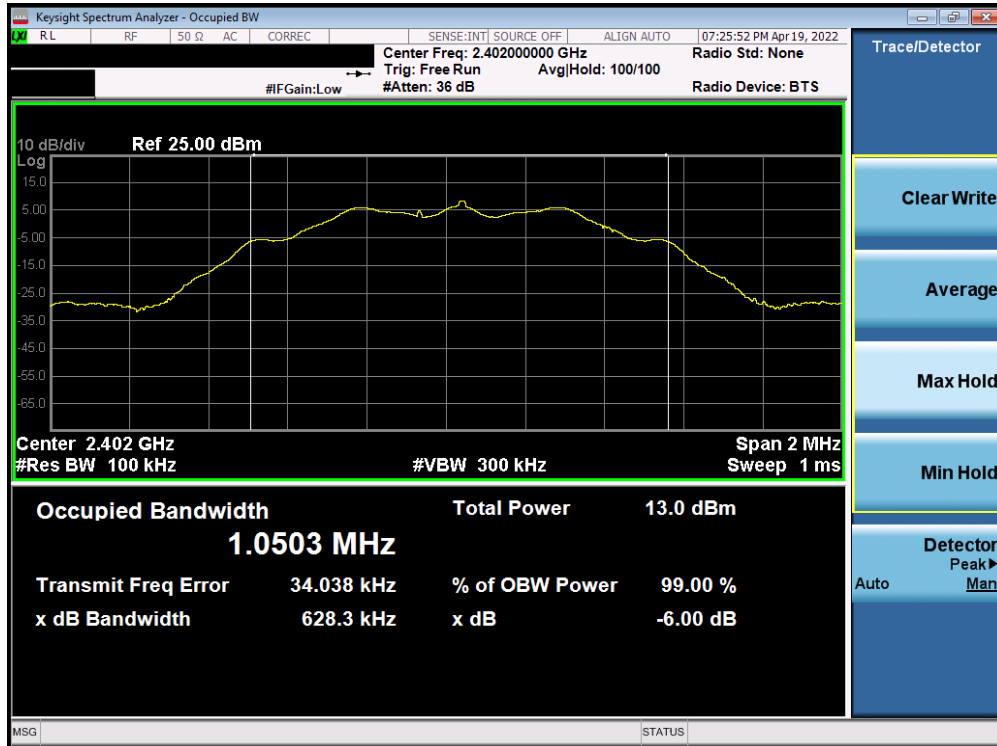 Keysight Spectrum Analyzer - Occupied BW
LXI RL RF 50 Ω AC CORREC SENSE:INT SOURCE OFF ALIGN AUTO 07:25:52 PM Apr 19, 2022
Center Freq: 2.402000000 GHz Radio Std: None
Trig: Free Run Avg|Hold: 100/100
#IFGain:Low #Atten: 36 dB Radio Device: BTS
Trace/Detector
10 dB/div Ref 25.00 dBm
Log
15.0
5.00
-5.00
-15.0
-25.0
-35.0
-45.0
-55.0
-65.0
Center 2.402 GHz Span 2 MHz
#Res BW 100 kHz #VBW 300 kHz Sweep 1 ms
Occupied Bandwidth Total Power 13.0 dBm
1.0503 MHz
Transmit Freq Error 34.038 kHz % of OBW Power 99.00 %
x dB Bandwidth 628.3 kHz x dB -6.00 dB
Clear Write
Average
Max Hold
Min Hold
Detector
Peak
Auto Man
MSG STATUS